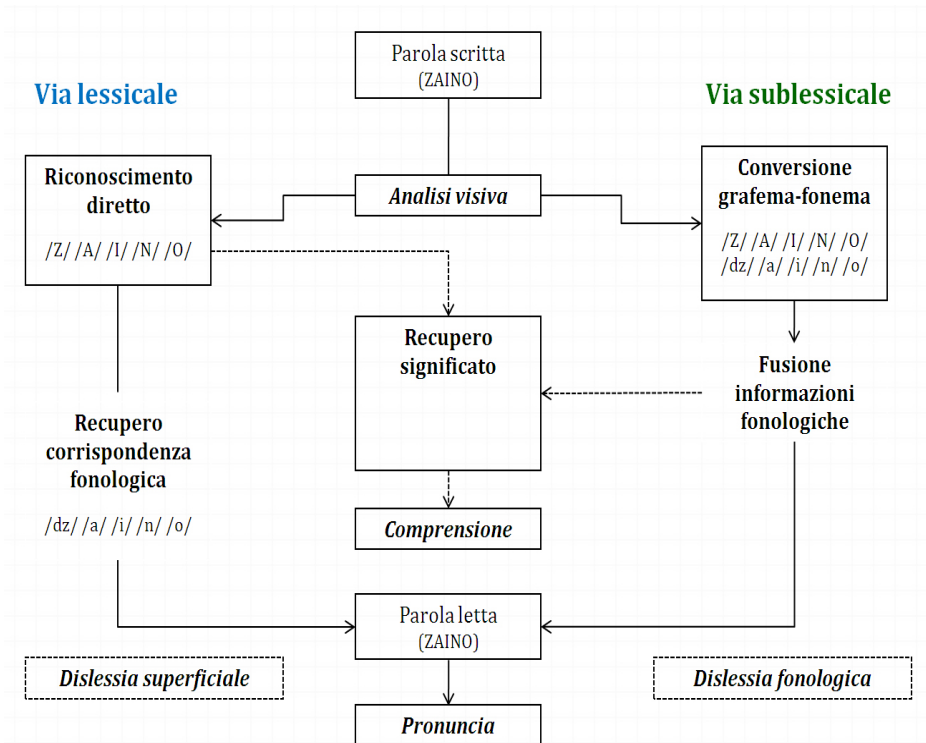 Parola scritta
(ZAINO)
Via lessicale
Via sublessicale
Riconoscimento
diretto
/Z/ /A/ /I/ /N/ /O/
Analisi visiva
Conversione
grafema-fonema
/Z/ /A/ /I/ /N/ /O/
/dz/ /a/ /i/ /n/ /o/
Recupero
significato
Fusione
informazioni
fonologiche
Recupero
corrispondenza
fonologica
/dz/ /a/ /i/ /n/ /o/
Comprensione
Parola letta
(ZAINO)
Dislessia superficiale
Dislessia fonologica
Pronuncia